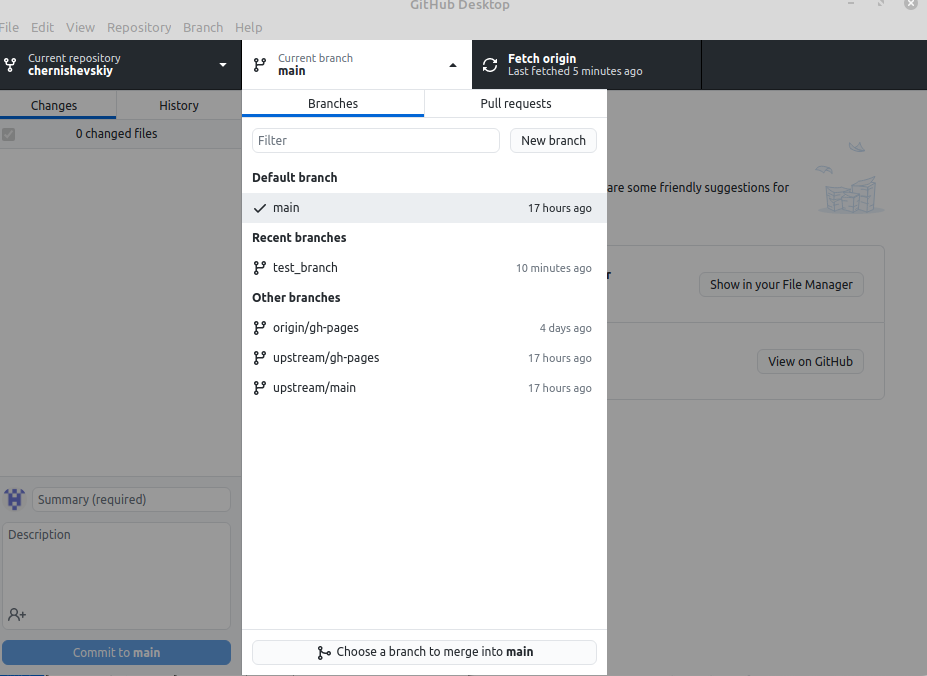 GitHub Desktop
File Edit View Repository Branch Help
Current repository
chernishevskiy
Current branch
main
Fetch origin
Last fetched 5 minutes ago
Changes
History
0 changed files
Branches
Pull requests
Filter
New branch
Default branch
main 17 hours ago
Recent branches
test_branch 10 minutes ago
Other branches
origin/gh-pages 4 days ago
upstream/gh-pages 17 hours ago
upstream/main 17 hours ago
Choose a branch to merge into main
are some friendly suggestions for
r
Show in your File Manager
View on GitHub
Summary (required)
Description
Commit to main